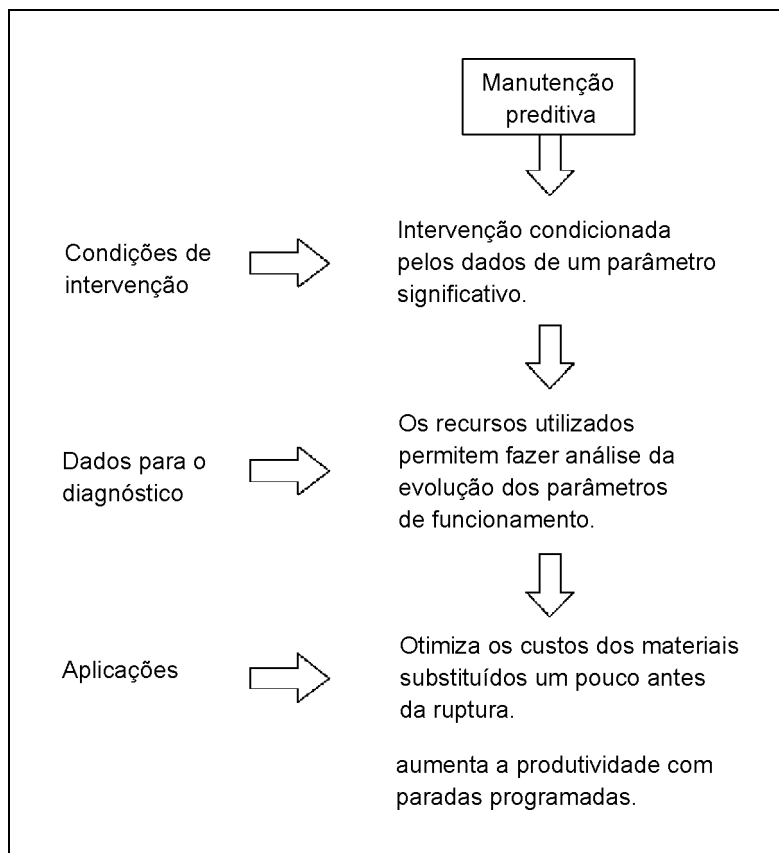 Manutenção
preditiva
Condições de
intervenção
Intervenção condicionada
pelos dados de um parâmetro
significativo.
Dados para o
diagnóstico
Os recursos utilizados
permitem fazer análise da
evolução dos parâmetros
de funcionamento.
Aplicações
Otimiza os custos dos materiais
substituídos um pouco antes
da ruptura.
aumenta a produtividade com
paradas programadas.